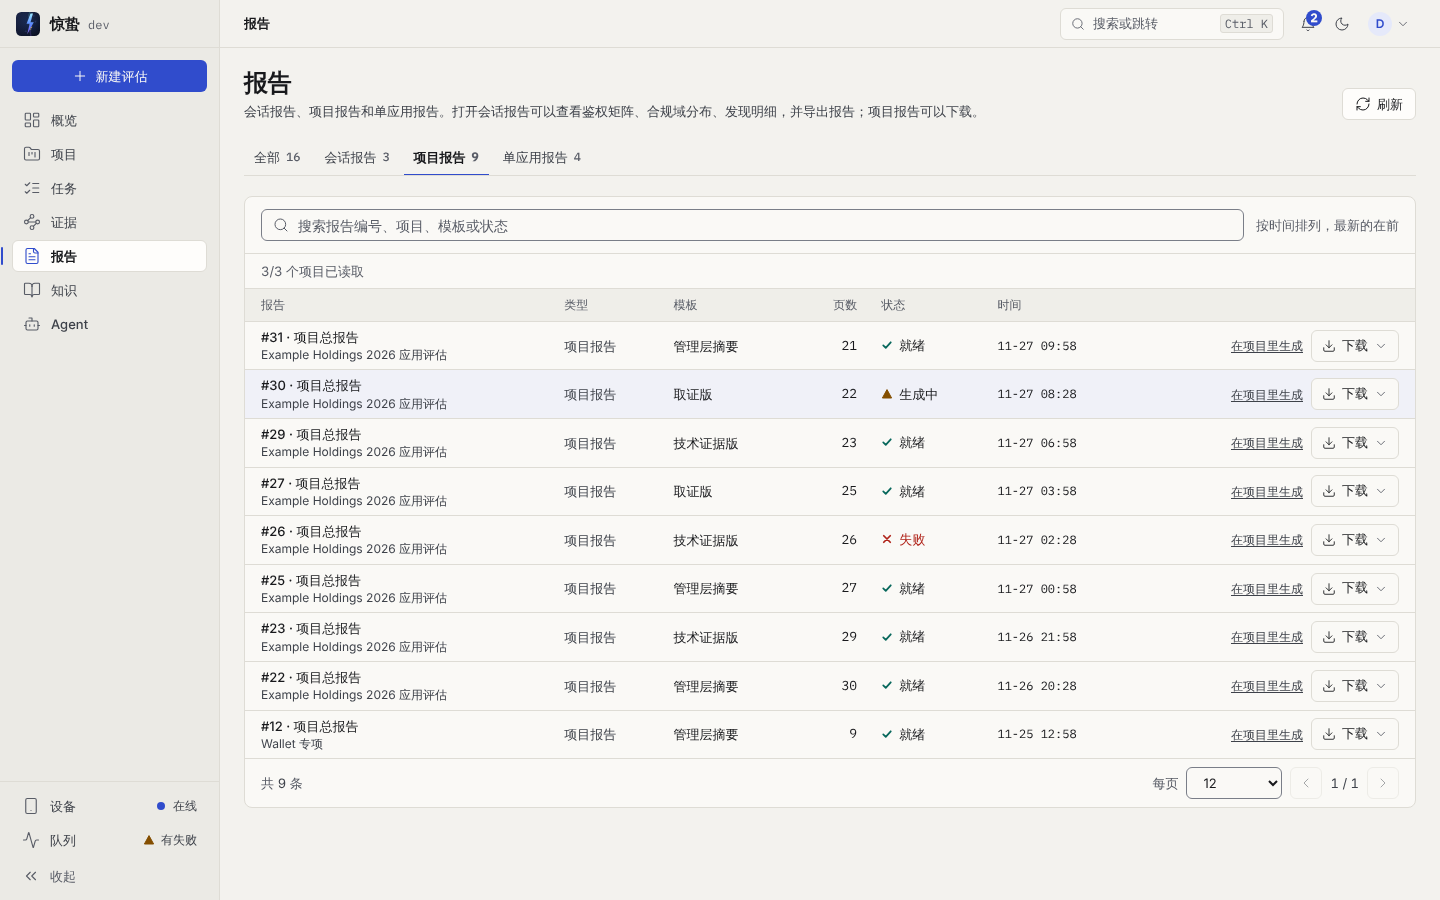 惊蛰 dev
报告
搜索或跳转 Ctrl K
2
D
新建评估
概览
项目
任务
证据
报告
知识
Agent
设备 在线
队列 有失败
收起
报告
会话报告、项目报告和单应用报告。打开会话报告可以查看鉴权矩阵、合规域分布、发现明细，并导出报告；项目报告可以下载。
刷新
全部 16 会话报告 3 项目报告 9 单应用报告 4
搜索报告编号、项目、模板或状态
按时间排列，最新的在前
3/3 个项目已读取
报告 类型 模板 页数 状态 时间
#31 · 项目总报告
Example Holdings 2026 应用评估
项目报告 管理层摘要 21 就绪 11-27 09:58 在项目里生成 下载
#30 · 项目总报告
Example Holdings 2026 应用评估
项目报告 取证版 22 生成中 11-27 08:28 在项目里生成 下载
#29 · 项目总报告
Example Holdings 2026 应用评估
项目报告 技术证据版 23 就绪 11-27 06:58 在项目里生成 下载
#27 · 项目总报告
Example Holdings 2026 应用评估
项目报告 取证版 25 就绪 11-27 03:58 在项目里生成 下载
#26 · 项目总报告
Example Holdings 2026 应用评估
项目报告 技术证据版 26 失败 11-27 02:28 在项目里生成 下载
#25 · 项目总报告
Example Holdings 2026 应用评估
项目报告 管理层摘要 27 就绪 11-27 00:58 在项目里生成 下载
#23 · 项目总报告
Example Holdings 2026 应用评估
项目报告 技术证据版 29 就绪 11-26 21:58 在项目里生成 下载
#22 · 项目总报告
Example Holdings 2026 应用评估
项目报告 管理层摘要 30 就绪 11-26 20:28 在项目里生成 下载
#12 · 项目总报告
Wallet 专项
项目报告 管理层摘要 9 就绪 11-25 12:58 在项目里生成 下载
共 9 条
每页 12 1 / 1